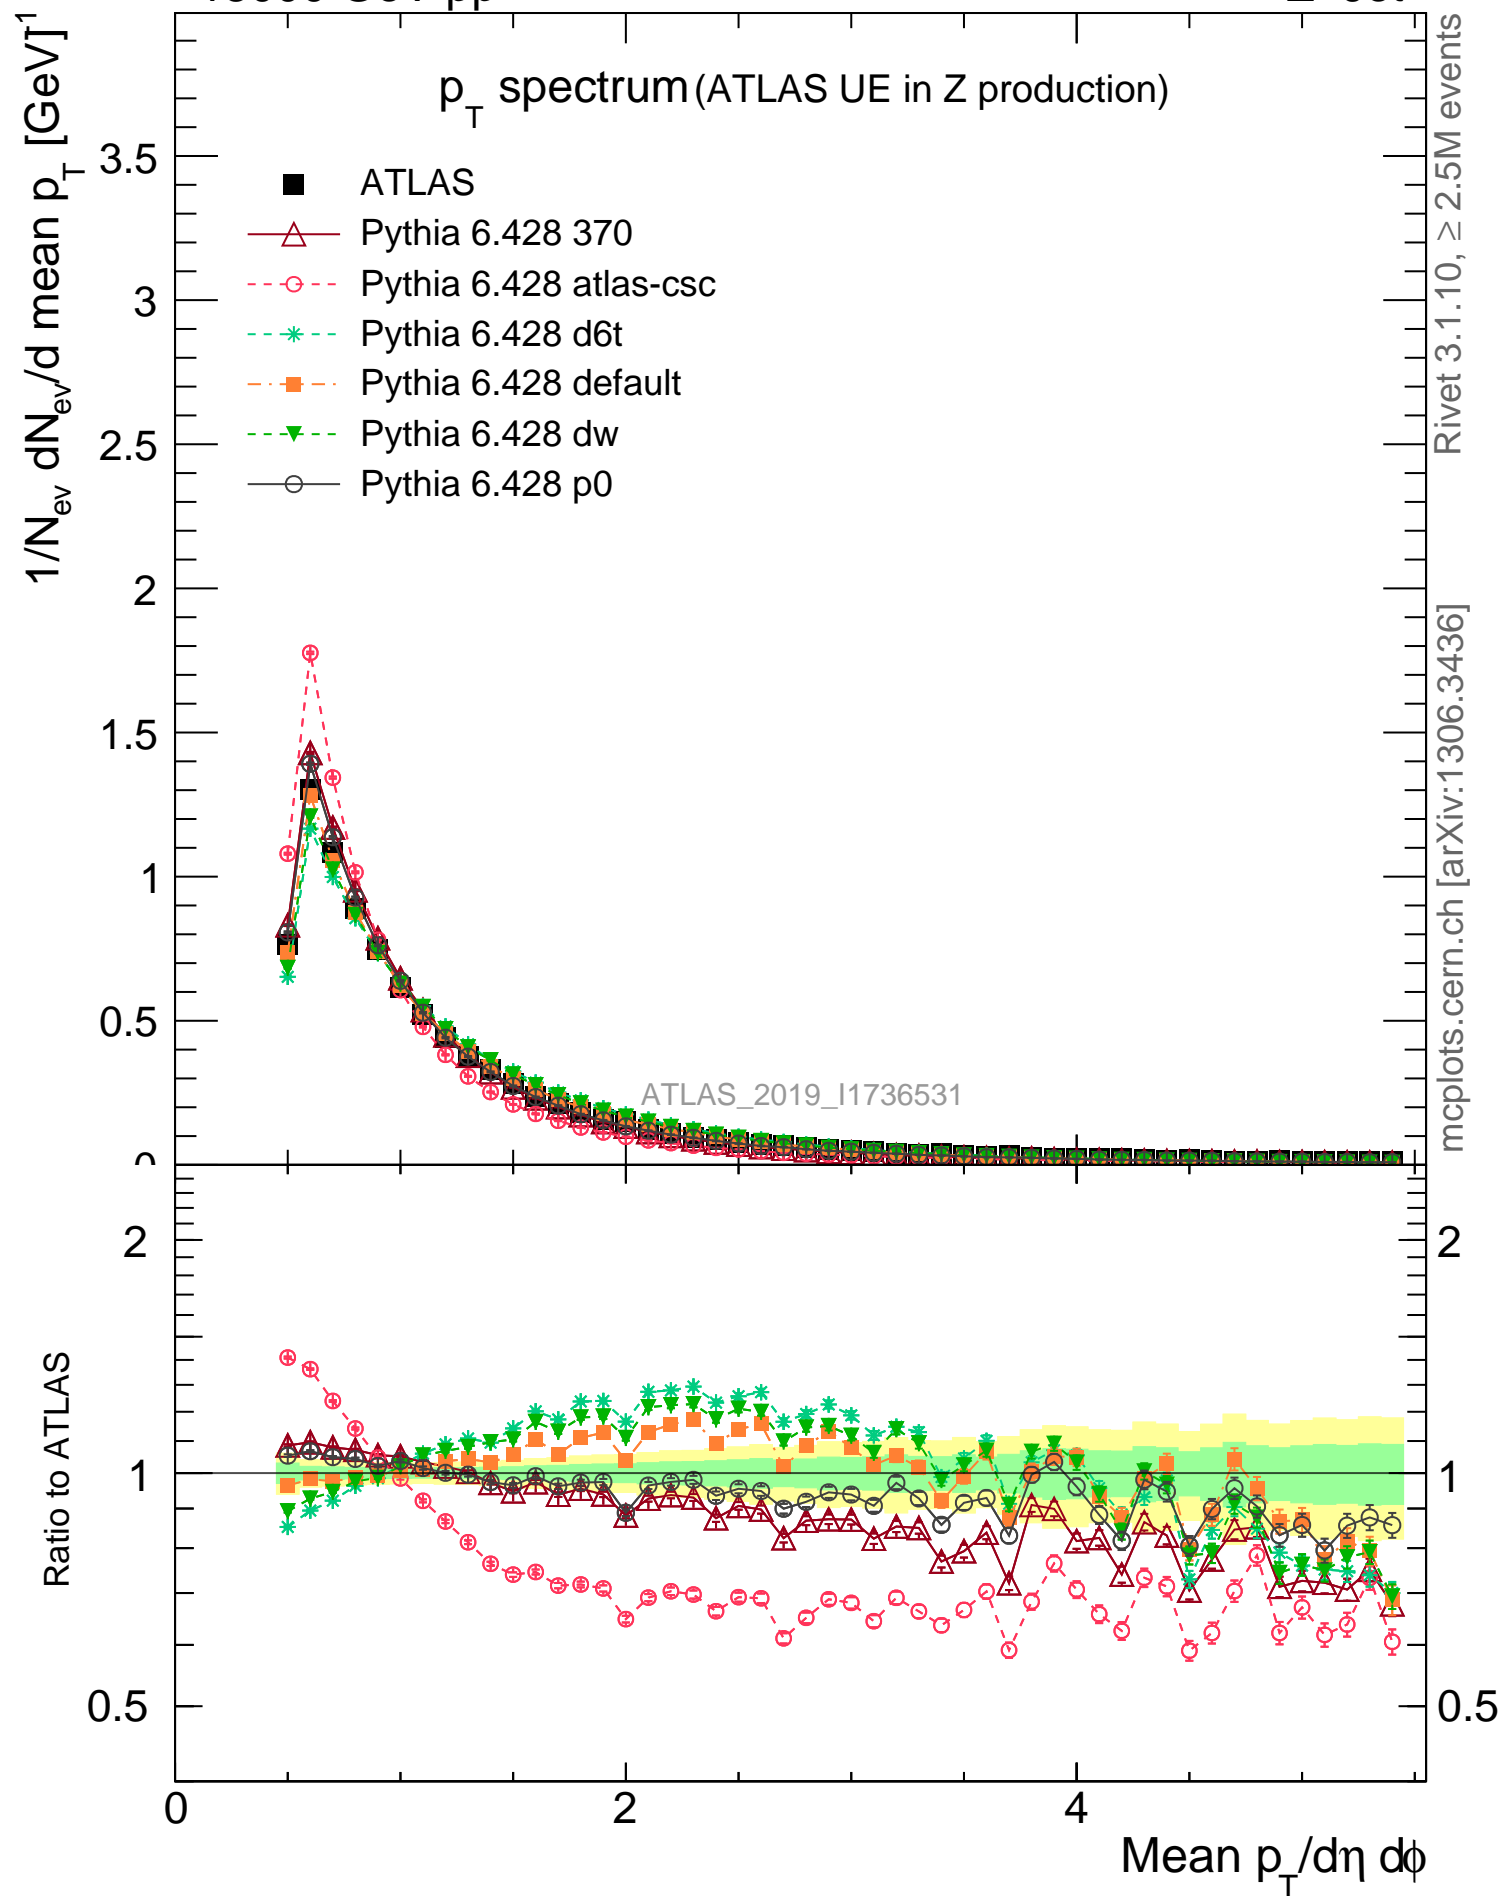 1/N_ev dN_ev/d mean p_T [GeV]^-1
p_T spectrum (ATLAS UE in Z production)
ATLAS
Pythia 6.428 370
Pythia 6.428 atlas-csc
Pythia 6.428 d6t
Pythia 6.428 default
Pythia 6.428 dw
Pythia 6.428 p0
3.5
3
2.5
2
1.5
1
0.5
0
ATLAS_2019_I1736531
Rivet 3.1.10, ≥ 2.5M events
mcplots.cern.ch [arXiv:1306.3436]
Ratio to ATLAS
2
1
0.5
2
1
0.5
0
2
4
Mean p_T/dη dϕ